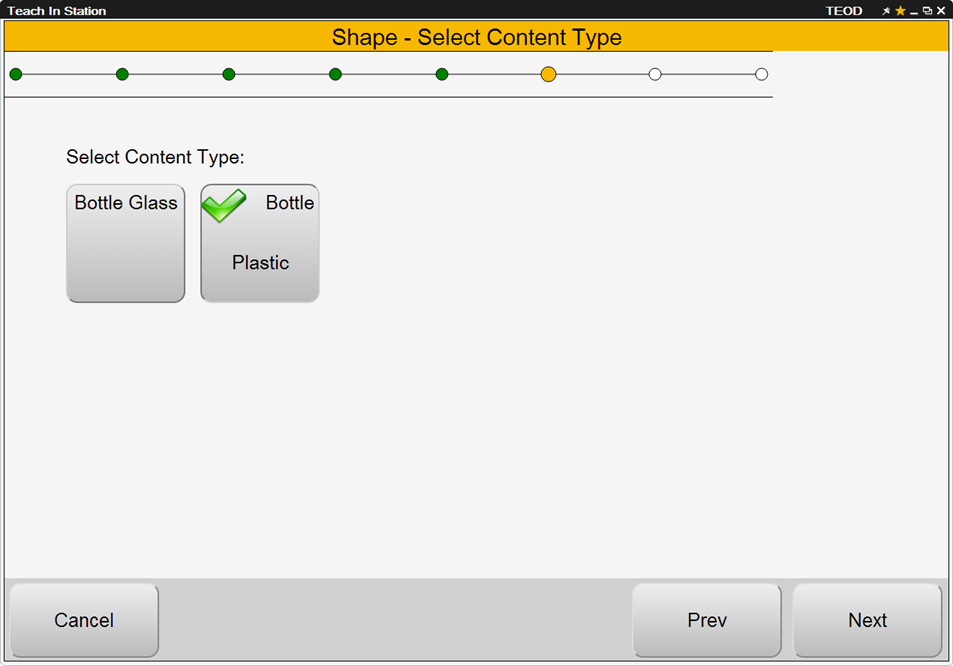 Teach In Station TEOD
Shape - Select Content Type
Select Content Type:
Bottle Glass
Bottle
Plastic
Cancel
Prev
Next